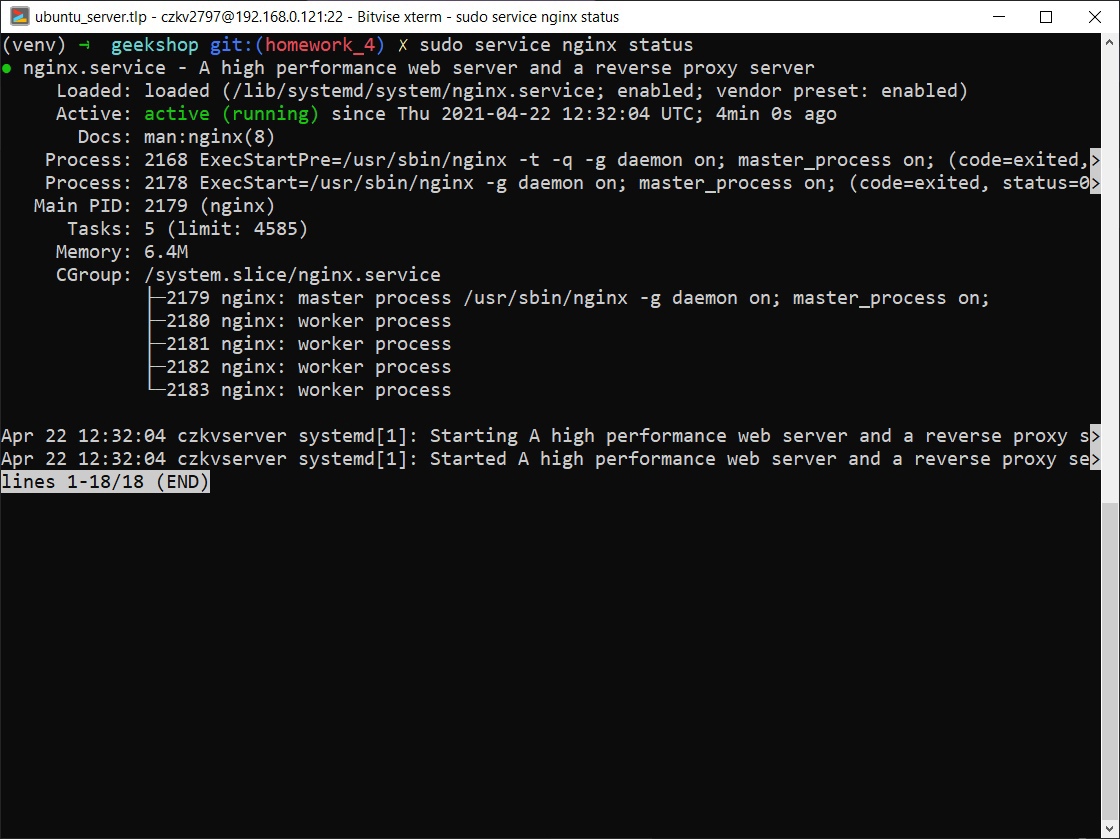 ubuntu_server.tlp - czkv2797@192.168.0.121:22 - Bitvise xterm - sudo service nginx status
(venv) → geekshop git:(homework_4) ✗ sudo service nginx status
● nginx.service - A high performance web server and a reverse proxy server
Loaded: loaded (/lib/systemd/system/nginx.service; enabled; vendor preset: enabled)
Active: active (running) since Thu 2021-04-22 12:32:04 UTC; 4min 0s ago
Docs: man:nginx(8)
Process: 2168 ExecStartPre=/usr/sbin/nginx -t -q -g daemon on; master_process on; (code=exited,>
Process: 2178 ExecStart=/usr/sbin/nginx -g daemon on; master_process on; (code=exited, status=0>
Main PID: 2179 (nginx)
Tasks: 5 (limit: 4585)
Memory: 6.4M
CGroup: /system.slice/nginx.service
├─2179 nginx: master process /usr/sbin/nginx -g daemon on; master_process on;
├─2180 nginx: worker process
├─2181 nginx: worker process
├─2182 nginx: worker process
└─2183 nginx: worker process
Apr 22 12:32:04 czkvserver systemd[1]: Starting A high performance web server and a reverse proxy s>
Apr 22 12:32:04 czkvserver systemd[1]: Started A high performance web server and a reverse proxy se>
lines 1-18/18 (END)